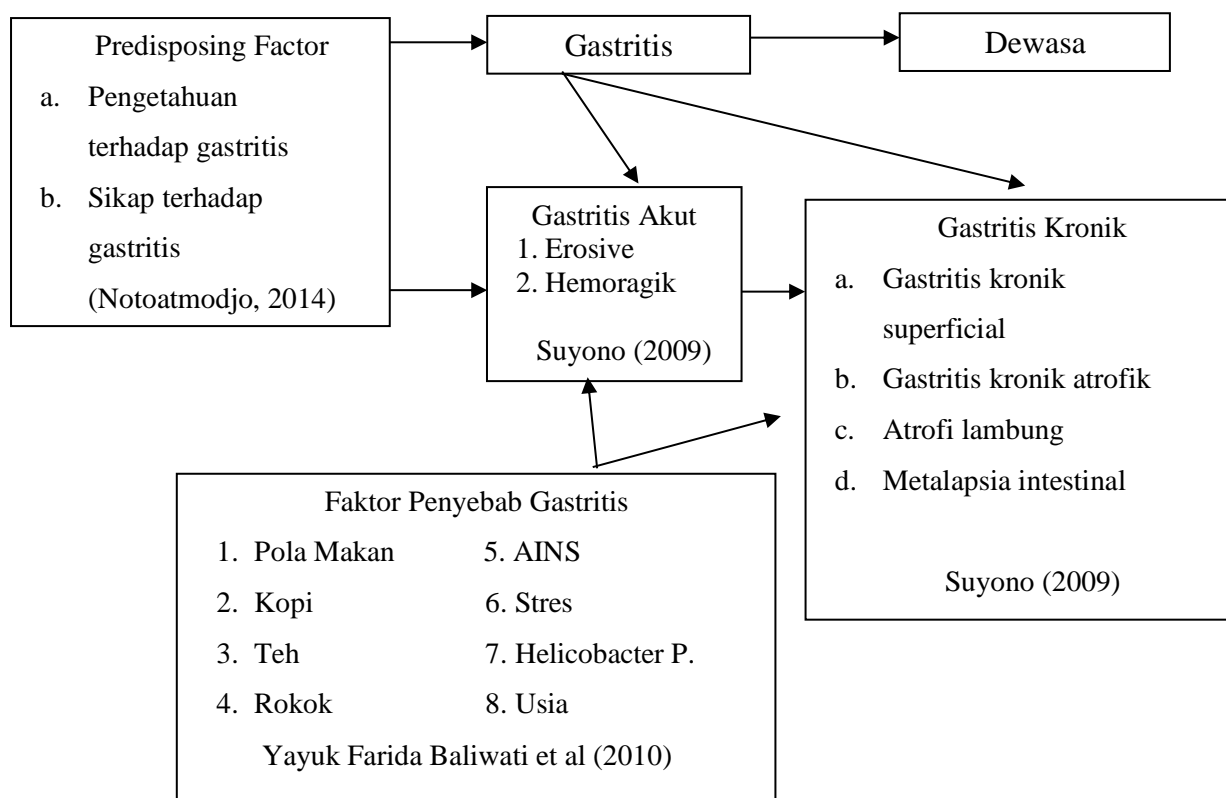 Predisposing Factor
a. Pengetahuan
terhadap gastritis
b. Sikap terhadap
gastritis
(Notoatmodjo, 2014)
Gastritis
Dewasa
Gastritis Akut
1. Erosive
2. Hemoragik
Suyono (2009)
Gastritis Kronik
a. Gastritis kronik
superficial
b. Gastritis kronik atrofik
c. Atrofi lambung
d. Metalapsia intestinal
Suyono (2009)
Faktor Penyebab Gastritis
1. Pola Makan 5. AINS
2. Kopi 6. Stres
3. Teh 7. Helicobacter P.
4. Rokok 8. Usia
Yayuk Farida Baliwati et al (2010)